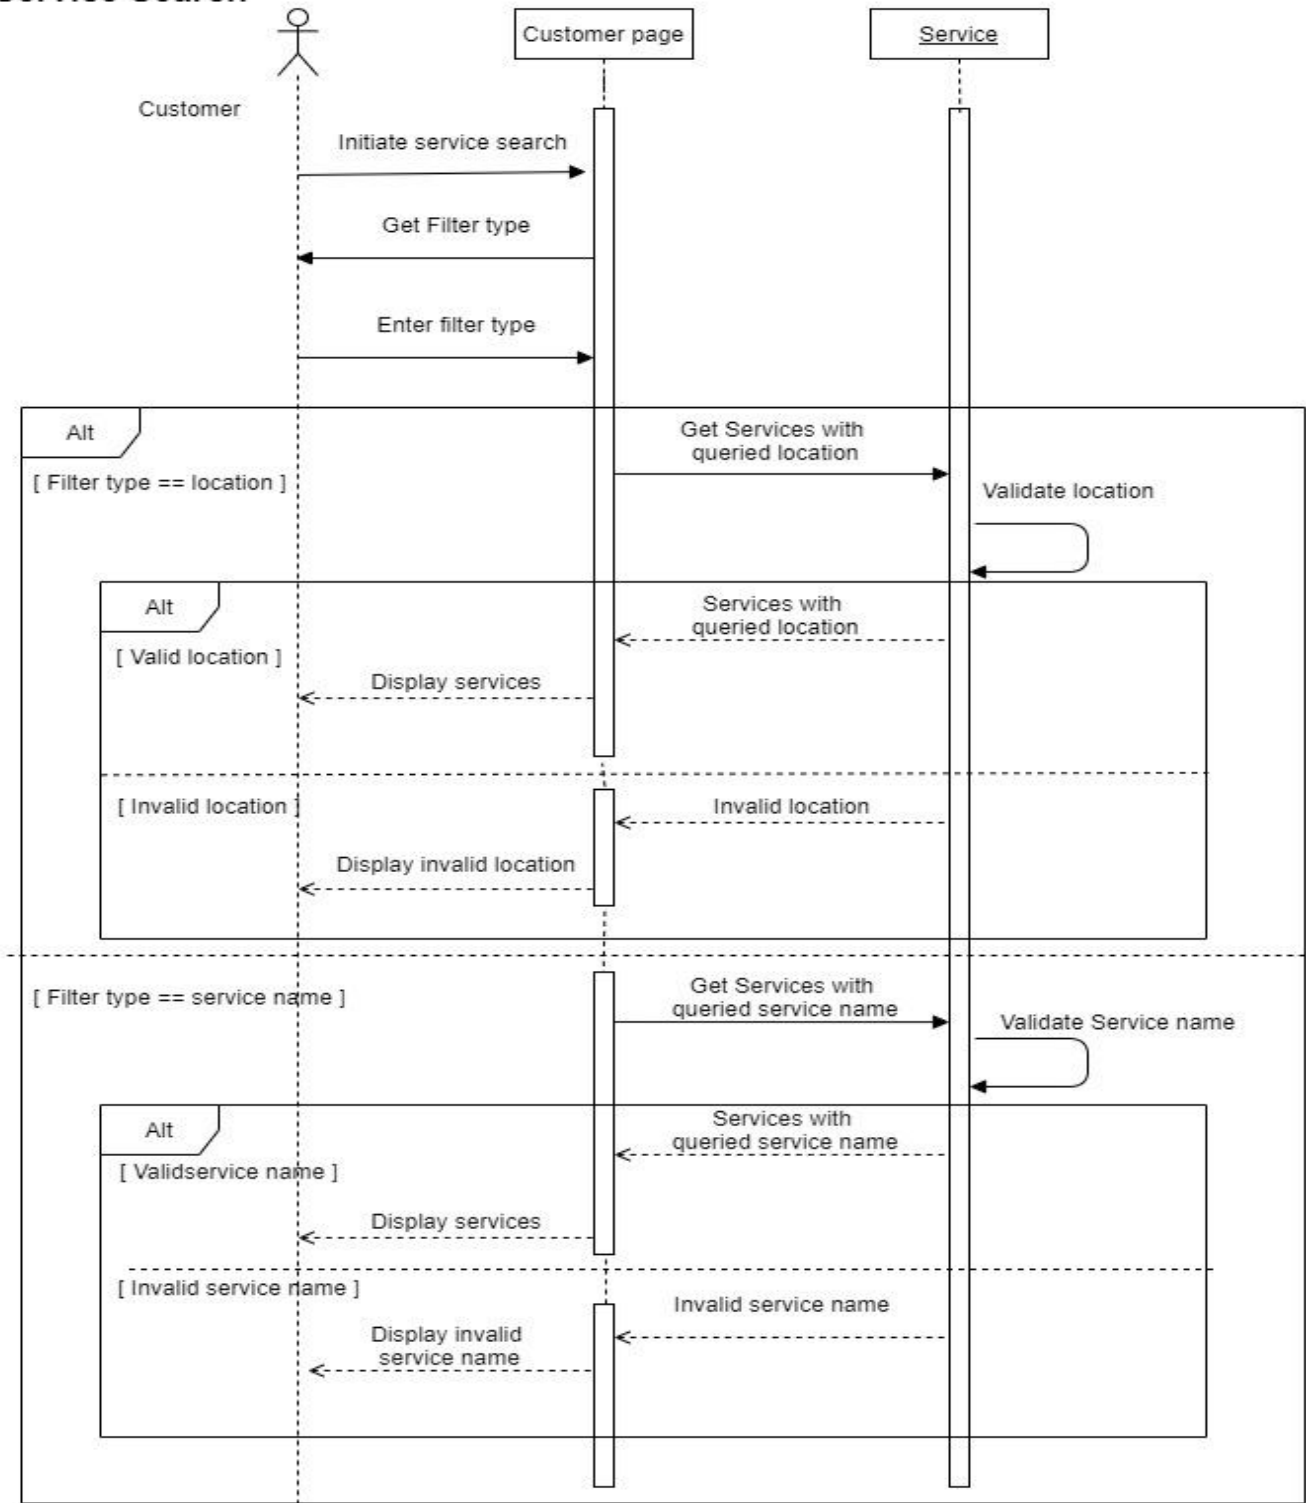 Service Search
Customer page
Service
Customer
Initiate service search
Get Filter type
Enter filter type
Alt
Get Services with
queried location
[ Filter type == location ]
Validate location
Alt
Services with
queried location
[ Valid location ]
Display services
[ Invalid location ]
Invalid location
Display invalid location
[ Filter type == service name ]
Get Services with
queried service name
Validate Service name
Alt
Services with
queried service name
[ Validservice name ]
Display services
[ Invalid service name ]
Invalid service name
Display invalid
service name